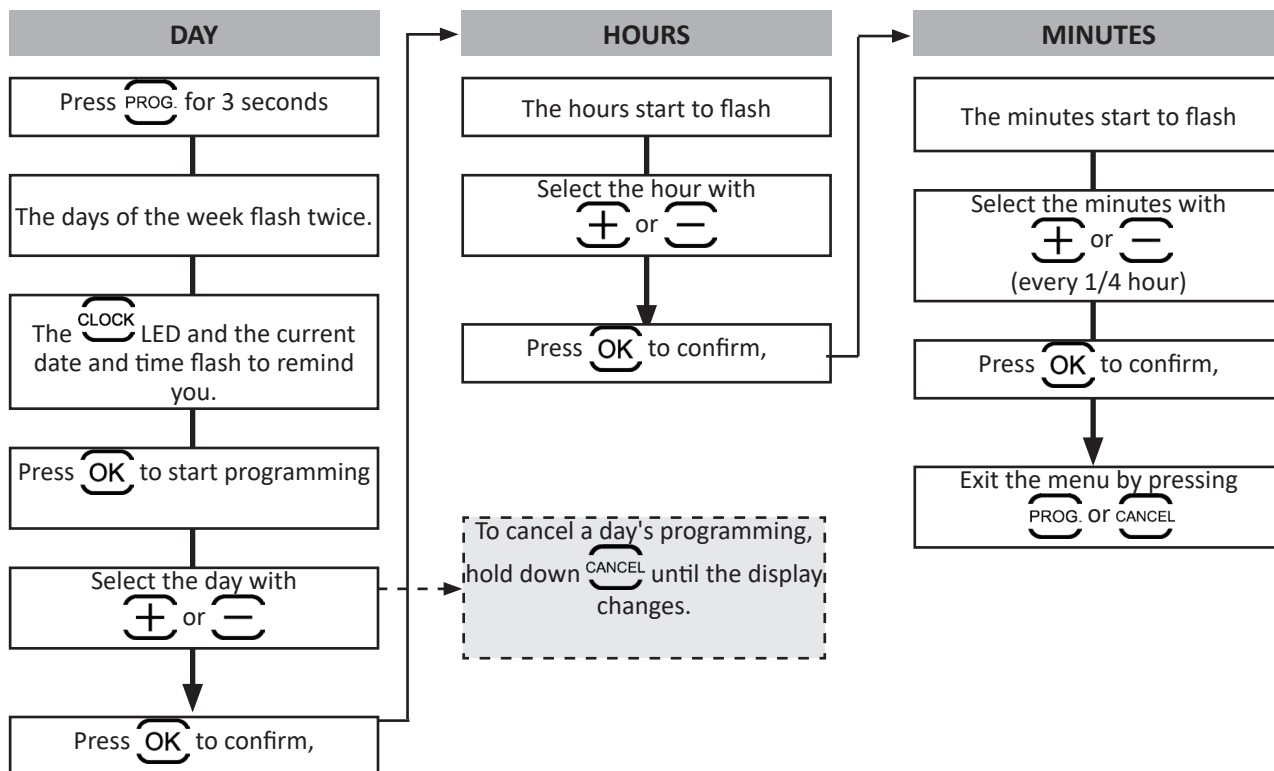 DAY
Press PROG. for 3 seconds
The days of the week flash twice.
The CLOCK LED and the current
date and time flash to remind
you.
Press OK to start programming
Select the day with
+ or −
Press OK to confirm,
HOURS
The hours start to flash
Select the hour with
+ or −
Press OK to confirm,
To cancel a day's programming,
hold down CANCEL until the display
changes.
MINUTES
The minutes start to flash
Select the minutes with
+ or −
(every 1/4 hour)
Press OK to confirm,
Exit the menu by pressing
PROG. or CANCEL